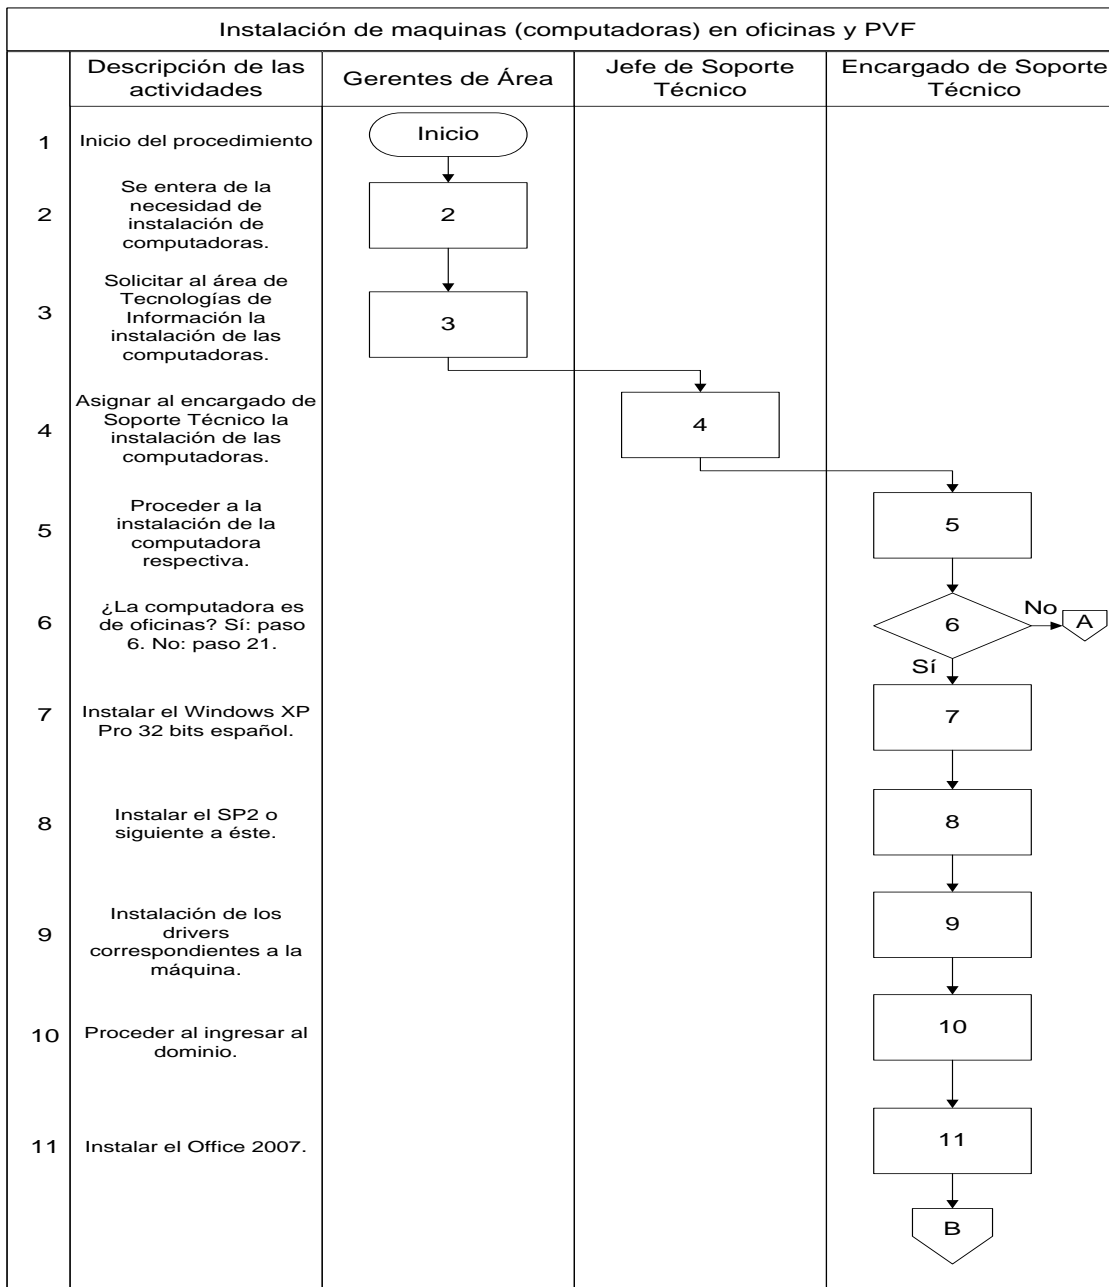 Instalación de maquinas (computadoras) en oficinas y PVF
Descripción de las
actividades
Gerentes de Área
Jefe de Soporte
Técnico
Encargado de Soporte
Técnico
1
Inicio del procedimiento
Inicio
2
Se entera de la
necesidad de
instalación de
computadoras.
2
3
Solicitar al área de
Tecnologías de
Información la
instalación de las
computadoras.
3
4
Asignar al encargado de
Soporte Técnico la
instalación de las
computadoras.
4
5
Proceder a la
instalación de la
computadora
respectiva.
5
6
¿La computadora es
de oficinas? Sí: paso
6. No: paso 21.
6
No
A
Sí
7
Instalar el Windows XP
Pro 32 bits español.
7
8
Instalar el SP2 o
siguiente a éste.
8
9
Instalación de los
drivers
correspondientes a la
máquina.
9
10
Proceder al ingresar al
dominio.
10
11
Instalar el Office 2007.
11
B